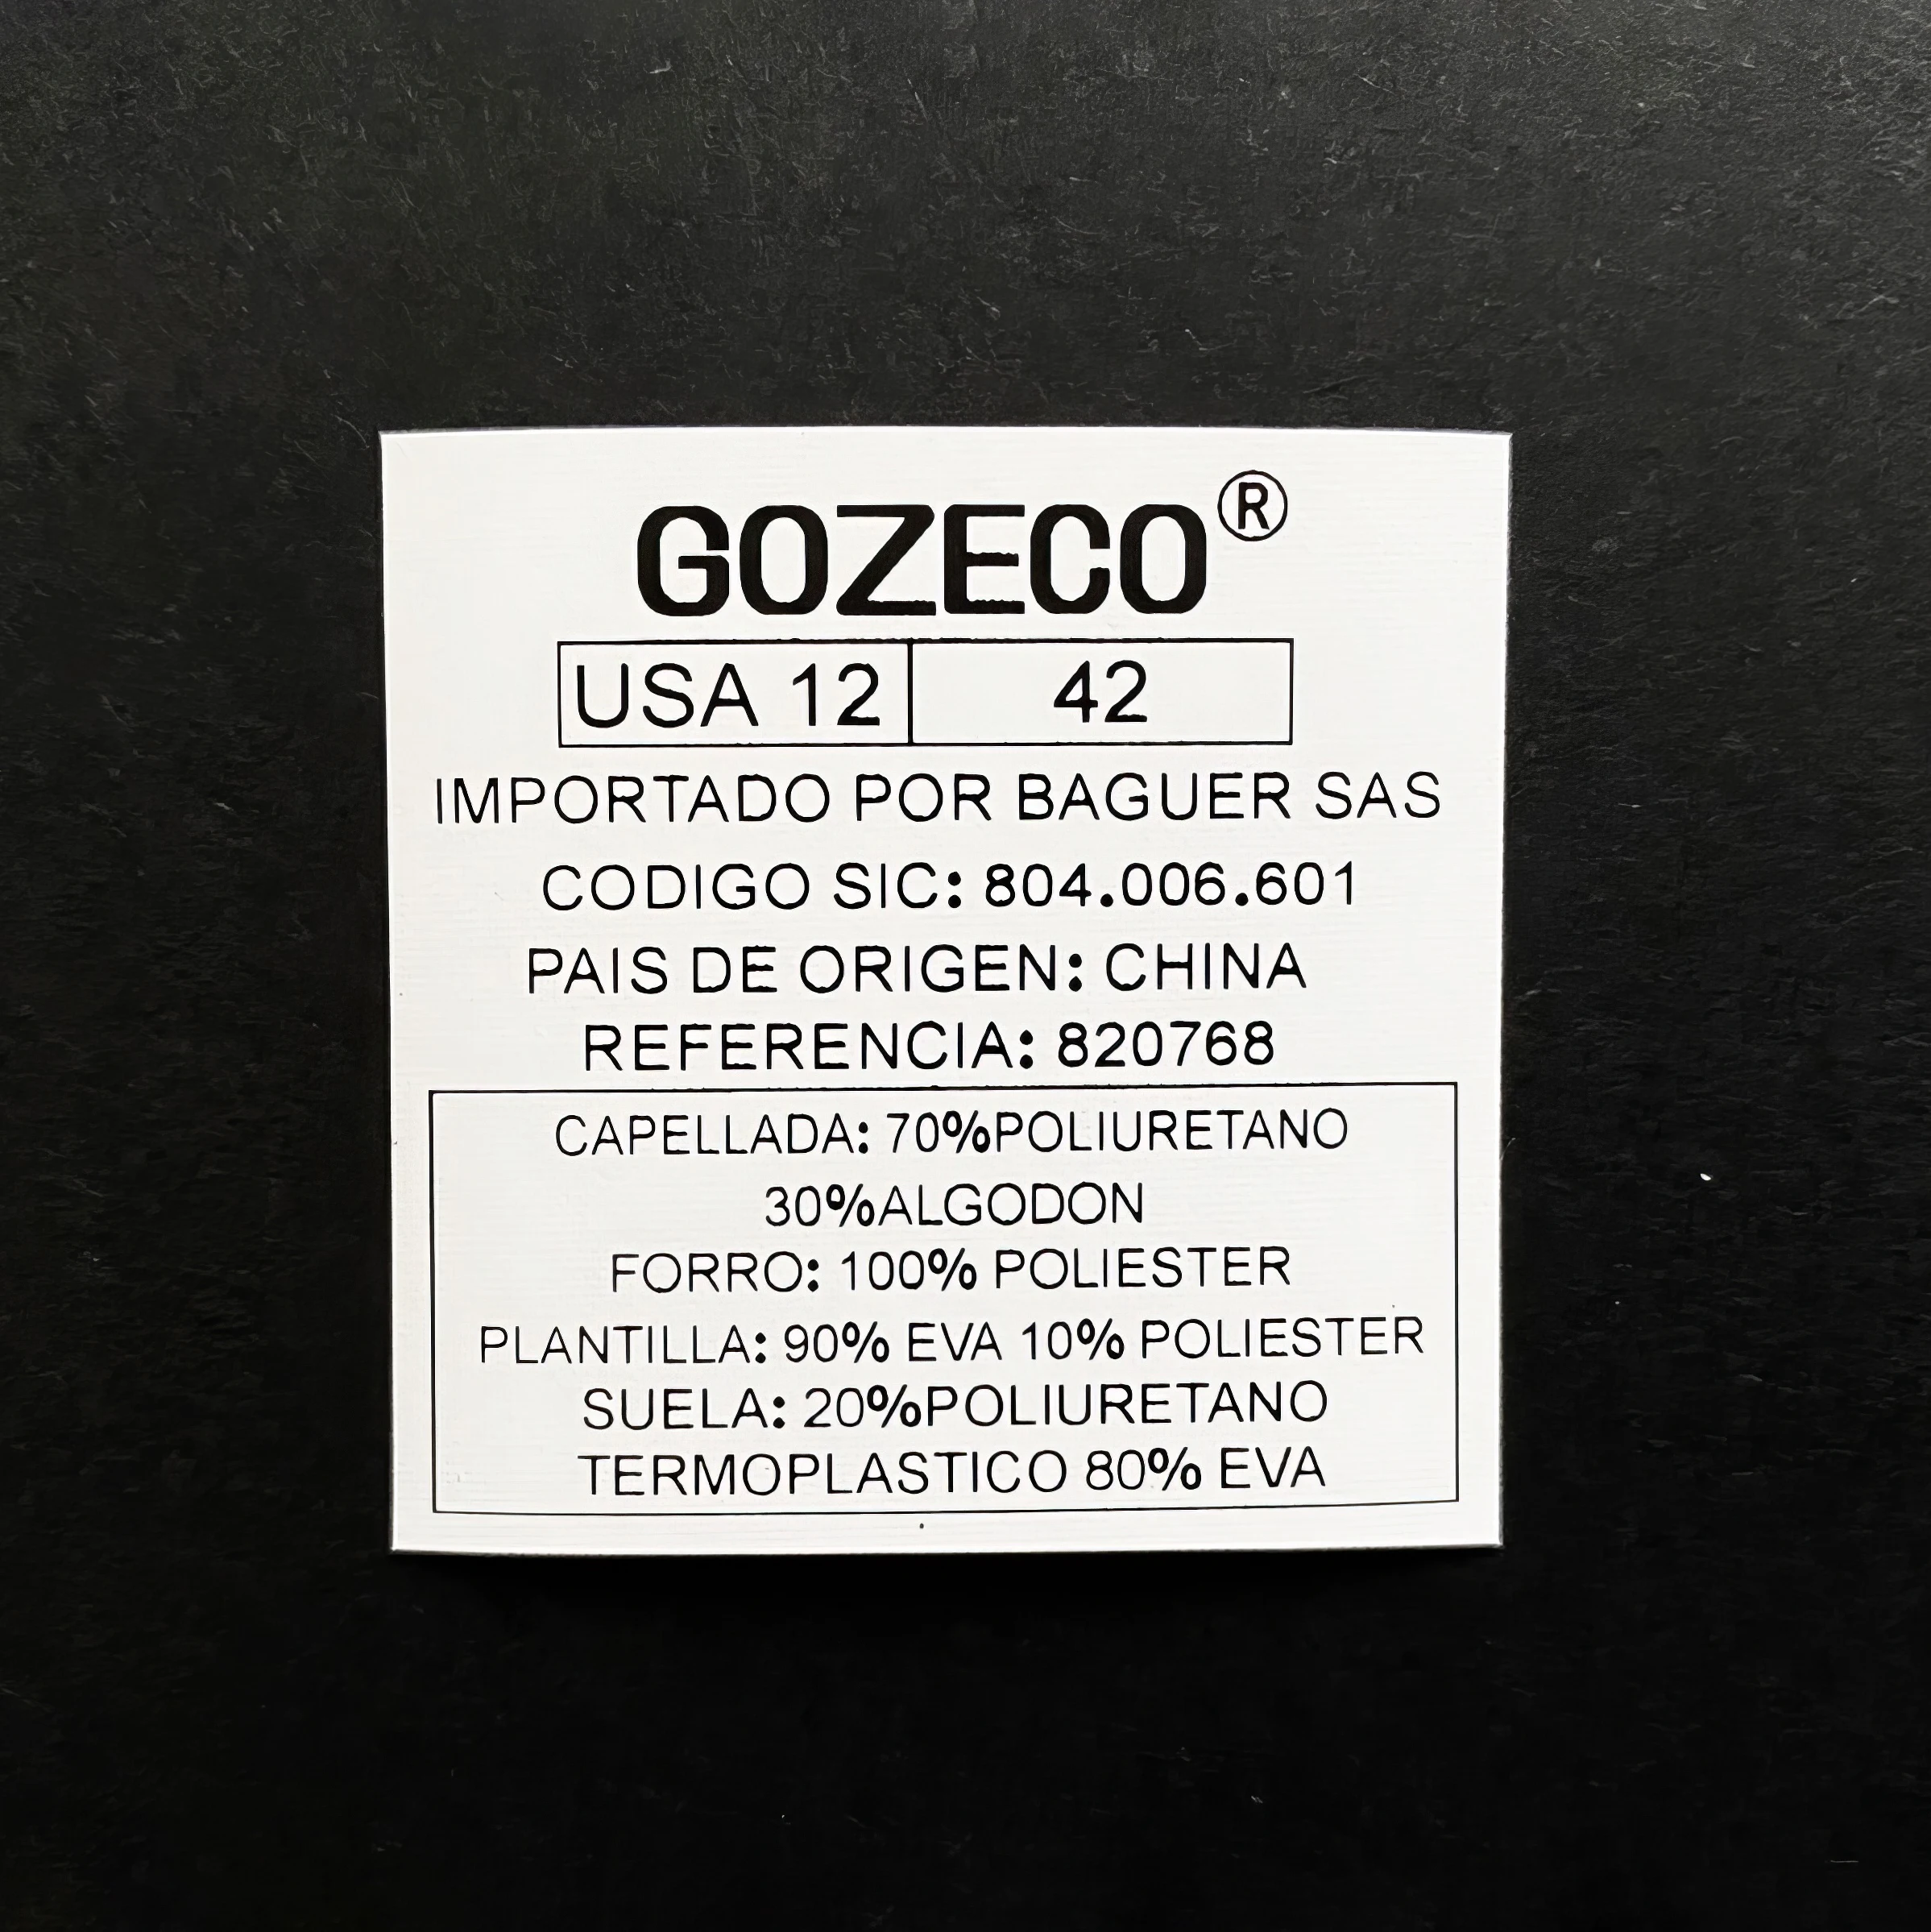 GOZECO®
USA 12 42
IMPORTADO POR BAGUER SAS
CODIGO SIC: 804.006.601
PAIS DE ORIGEN: CHINA
REFERENCIA: 820768
CAPELLADA: 70%POLIURETANO
30%ALGODON
FORRO: 100% POLIESTER
PLANTILLA: 90% EVA 10% POLIESTER
SUELA: 20%POLIURETANO
TERMOPLASTICO 80% EVA